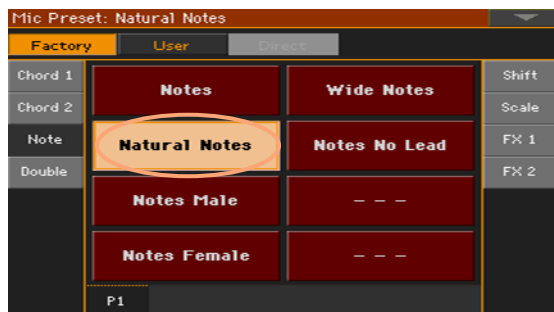 Mic Preset: Natural Notes
Factory User Direct
Chord 1
Chord 2
Note
Double
Notes Wide Notes
Natural Notes Notes No Lead
Notes Male - - -
Notes Female - - -
Shift
Scale
FX 1
FX 2
P1